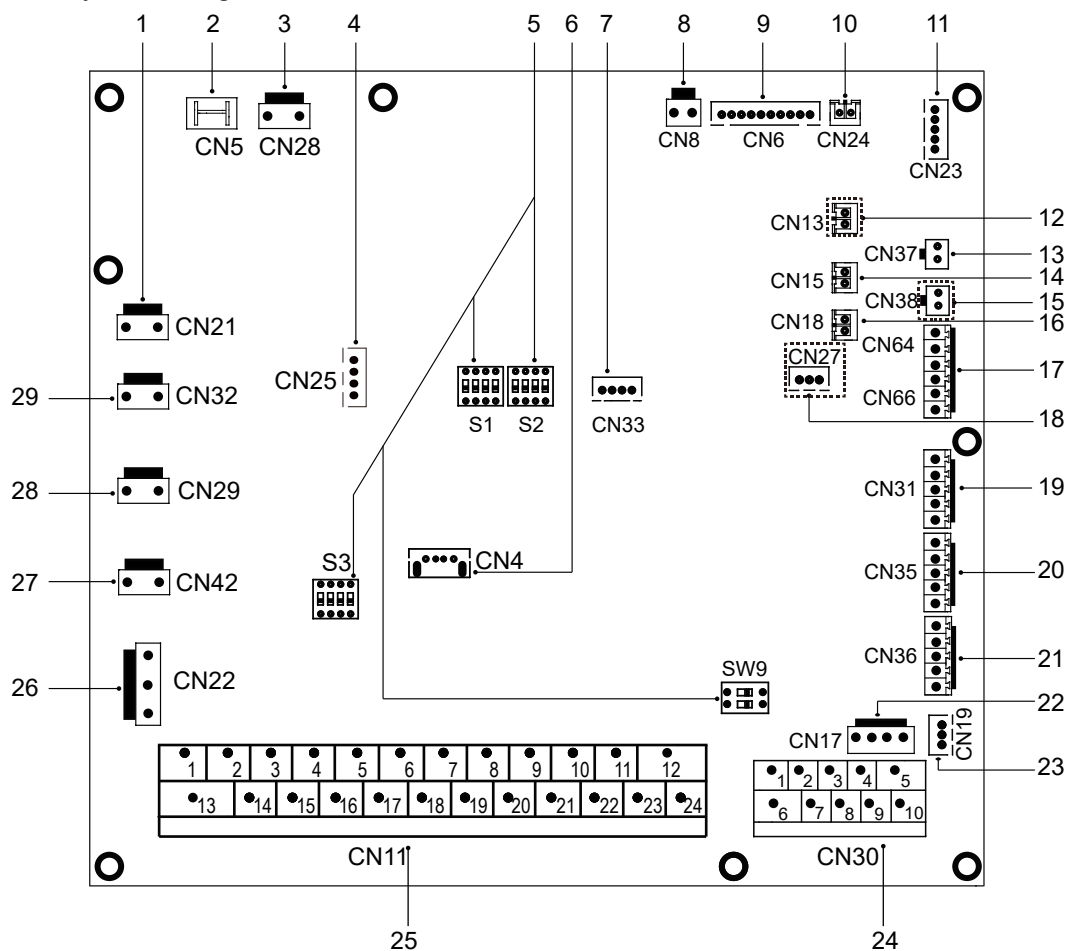 1 2 3 4 5 6 7 8 9 10 11
CN5 CN28 CN8 CN6 CN24
CN23
CN13 12
CN37 13
CN15 14
CN38 15
CN18 16
CN21 CN64
CN27
CN25 17
29 CN32 CN66
S1 S2 CN33 18
28 CN29 CN31 19
S3 CN4
27 CN42 CN35 20
26 CN22 CN36 21
SW9
22
CN17 CN19
23
1 2 3 4 5 6 7 8 9 10 11 12
13 14 15 16 17 18 19 20 21 22 23 24
1 2 3 4 5
6 7 8 9 10
CN11 CN30
25 24